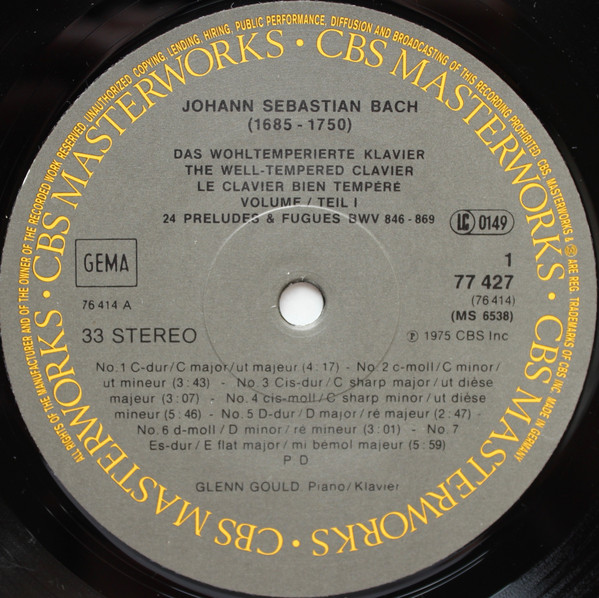 ALL RIGHTS OF THE MANUFACTURER AND OF THE OWNER OF THE RECORDED WORK RESERVED. UNAUTHORIZED COPYING, LENDING, HIRING, PUBLIC PERFORMANCE, DIFFUSION AND BROADCASTING OF THIS RECORDING PROHIBITED. CBS, MASTERWORKS & ARE REG. TRADEMARKS OF CBS INC MADE IN GERMANY
CBS MASTERWORKS · CBS MASTERWORKS · CBS MASTERWORKS · CBS MASTERWORKS ·
JOHANN SEBASTIAN BACH
(1685 - 1750)
DAS WOHLTEMPERIERTE KLAVIER
THE WELL-TEMPERED CLAVIER
LE CLAVIER BIEN TEMPÉRÉ
VOLUME / TEIL I
24 PRELUDES & FUGUES BWV 846 - 869
LC 0149
GEMA
1
77 427
76 414 A
(76 414)
(MS 6538)
33 STEREO
℗ 1975 CBS Inc
No. 1 C-dur/C major/ut majeur (4:17) - No. 2 c-moll/C minor/
ut mineur (3:43) - No. 3 Cis-dur/C sharp major/ut dièse
majeur (3:07) - No. 4 cis-moll/C sharp minor/ut dièse
mineur (5:46) - No. 5 D-dur/D major/ré majeur (2:47) -
No. 6 d-moll/D minor/ré mineur (3:01) - No. 7
Es-dur/E flat major/mi bémol majeur (5:59)
P D
GLENN GOULD, Piano/Klavier